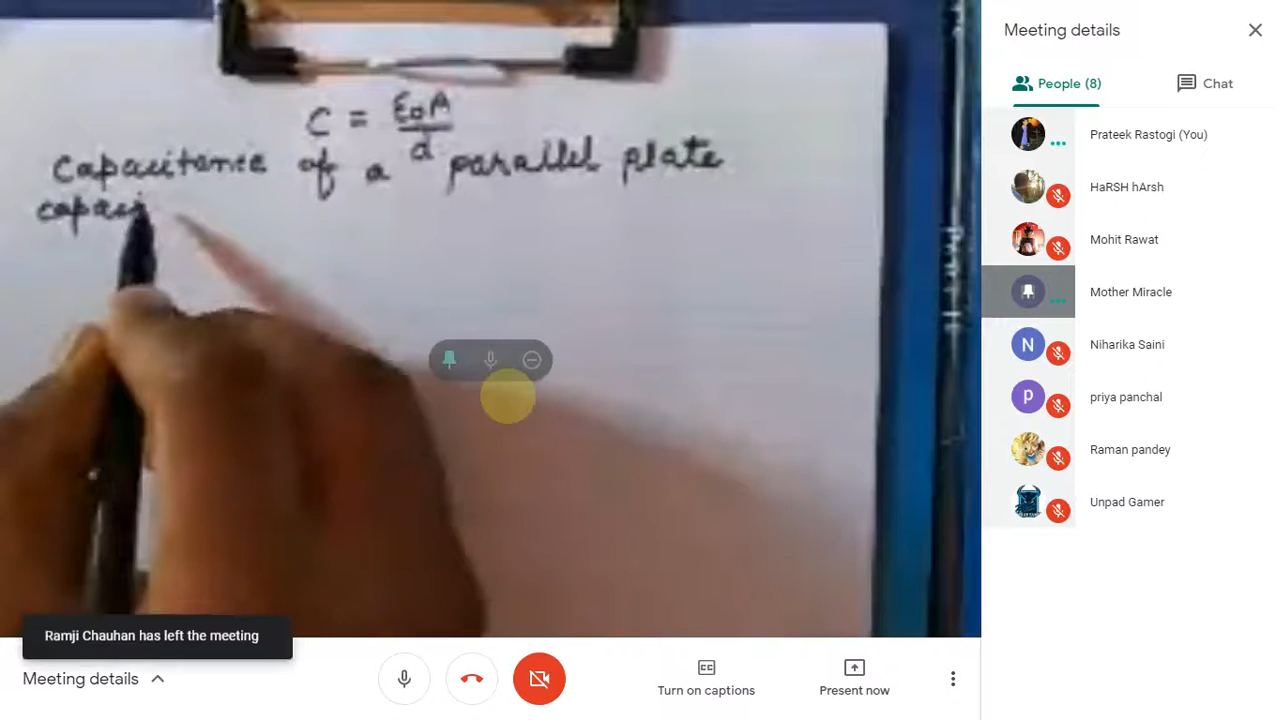 C = ε₀A
d
Capacitance of a parallel plate
capaci
Meeting details
People (8)
Chat
Prateek Rastogi (You)
HaRSH hArsh
Mohit Rawat
Mother Miracle
N
Niharika Saini
p
priya panchal
Raman pandey
Unpad Gamer
Ramji Chauhan has left the meeting
Meeting details
CC
Turn on captions
Present now